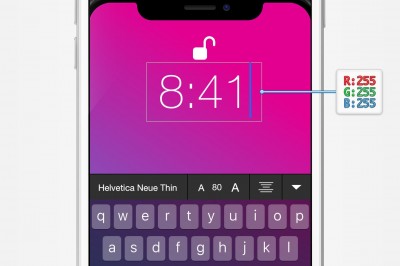 8:41
R:255
G:255
B:255
Helvetica Neue Thin
A 80 A
q w e r t y u i o p
a s d f g h j k l